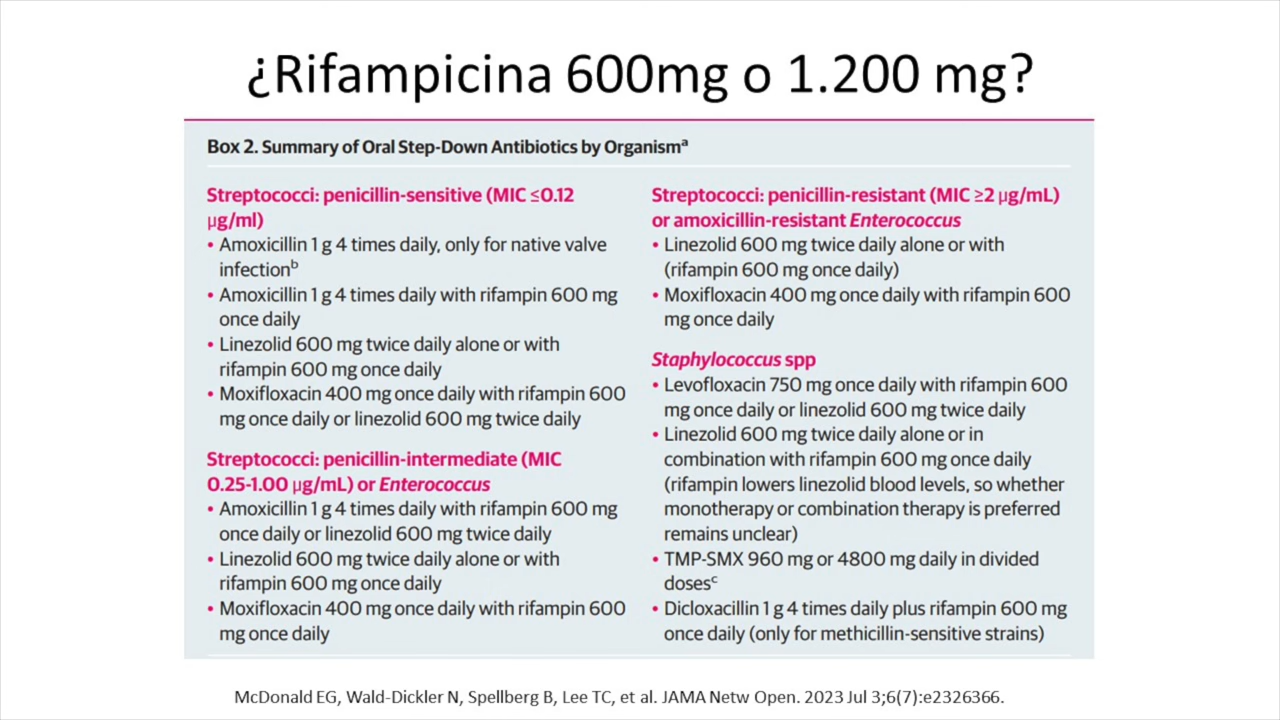 ¿Rifampicina 600mg o 1.200 mg?
Box 2. Summary of Oral Step-Down Antibiotics by Organismᵃ
Streptococci: penicillin-sensitive (MIC ≤0.12
μg/ml)
• Amoxicillin 1 g 4 times daily, only for native valve
infectionᵇ
• Amoxicillin 1 g 4 times daily with rifampin 600 mg
once daily
• Linezolid 600 mg twice daily alone or with
rifampin 600 mg once daily
• Moxifloxacin 400 mg once daily with rifampin 600
mg once daily or linezolid 600 mg twice daily
Streptococci: penicillin-intermediate (MIC
0.25-1.00 μg/mL) or Enterococcus
• Amoxicillin 1 g 4 times daily with rifampin 600 mg
once daily or linezolid 600 mg twice daily
• Linezolid 600 mg twice daily alone or with
rifampin 600 mg once daily
• Moxifloxacin 400 mg once daily with rifampin 600
mg once daily
Streptococci: penicillin-resistant (MIC ≥2 μg/mL)
or amoxicillin-resistant Enterococcus
• Linezolid 600 mg twice daily alone or with
(rifampin 600 mg once daily)
• Moxifloxacin 400 mg once daily with rifampin 600
mg once daily
Staphylococcus spp
• Levofloxacin 750 mg once daily with rifampin 600
mg once daily or linezolid 600 mg twice daily
• Linezolid 600 mg twice daily alone or in
combination with rifampin 600 mg once daily
(rifampin lowers linezolid blood levels, so whether
monotherapy or combination therapy is preferred
remains unclear)
• TMP-SMX 960 mg or 4800 mg daily in divided
dosesᶜ
• Dicloxacillin 1 g 4 times daily plus rifampin 600 mg
once daily (only for methicillin-sensitive strains)
McDonald EG, Wald-Dickler N, Spellberg B, Lee TC, et al. JAMA Netw Open. 2023 Jul 3;6(7):e2326366.